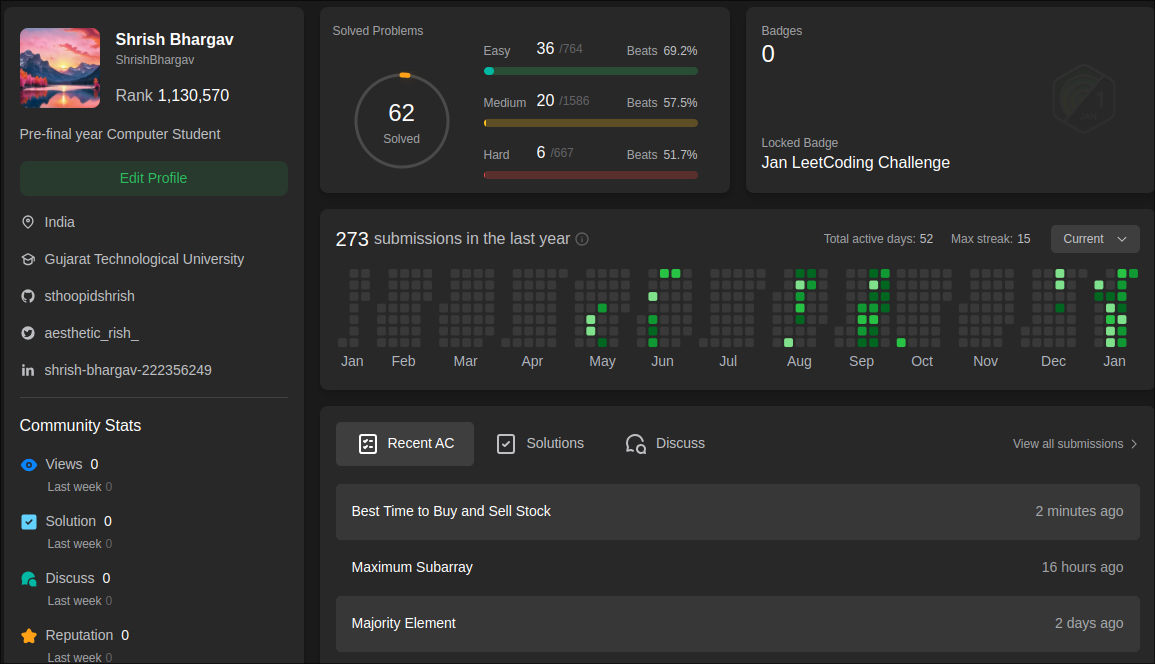 Shrish Bhargav
ShrishBhargav
Rank 1,130,570
Pre-final year Computer Student
Edit Profile
India
Gujarat Technological University
sthoopidshrish
aesthetic_rish_
shrish-bhargav-222356249
Community Stats
Views 0
Last week 0
Solution 0
Last week 0
Discuss 0
Last week 0
Reputation 0
Last week 0
Solved Problems
62
Solved
Easy 36 /764 Beats 69.2%
Medium 20 /1586 Beats 57.5%
Hard 6 /667 Beats 51.7%
Badges
0
1
JAN
Locked Badge
Jan LeetCoding Challenge
273 submissions in the last year
Total active days: 52 Max streak: 15 Current
Jan Feb Mar Apr May Jun Jul Aug Sep Oct Nov Dec Jan
Recent AC Solutions Discuss View all submissions
Best Time to Buy and Sell Stock 2 minutes ago
Maximum Subarray 16 hours ago
Majority Element 2 days ago